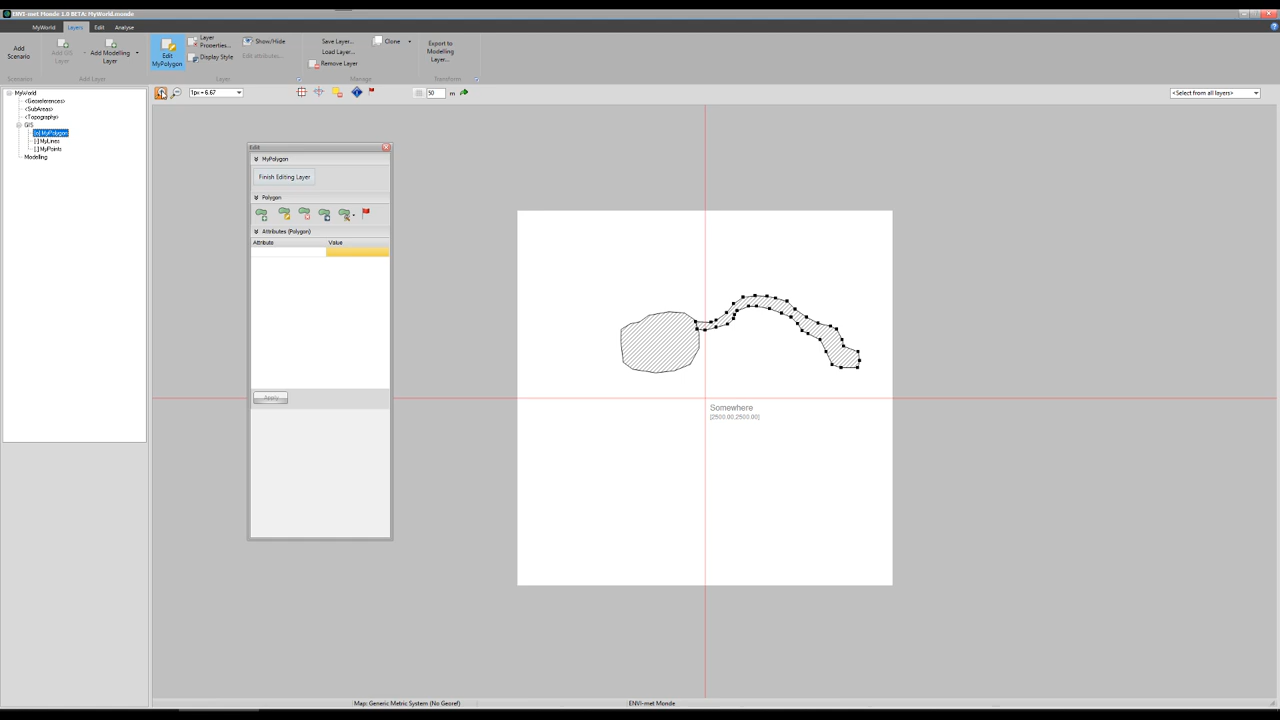 ENVI-met Monde 1.0 BETA: MyWorld.monde
MyWorld Layers Edit Analyse
Add Scenario
Add GIS Layer
Add Modelling Layer
Edit MyPolygon
Layer Properties...
Display Style
Show/Hide
Edit attributes...
Save Layer...
Load Layer...
Remove Layer
Clone
Export to Modelling Layer...
Scenarios Add Layer Layer Manage Transform
1px = 6.67
50 m
<Select from all layers>
MyWorld
<Georeferences>
<SubAreas>
<Topography>
GIS
[o] MyPolygon
[·] MyLines
[.] MyPoints
Modeling
Edit
MyPolygon
Finish Editing Layer
Polygon
Attributes (Polygon)
Attribute Value
Apply
Somewhere
[2500.00,2500.00]
Map: Generic Metric System (No Georef) ENVI-met Monde